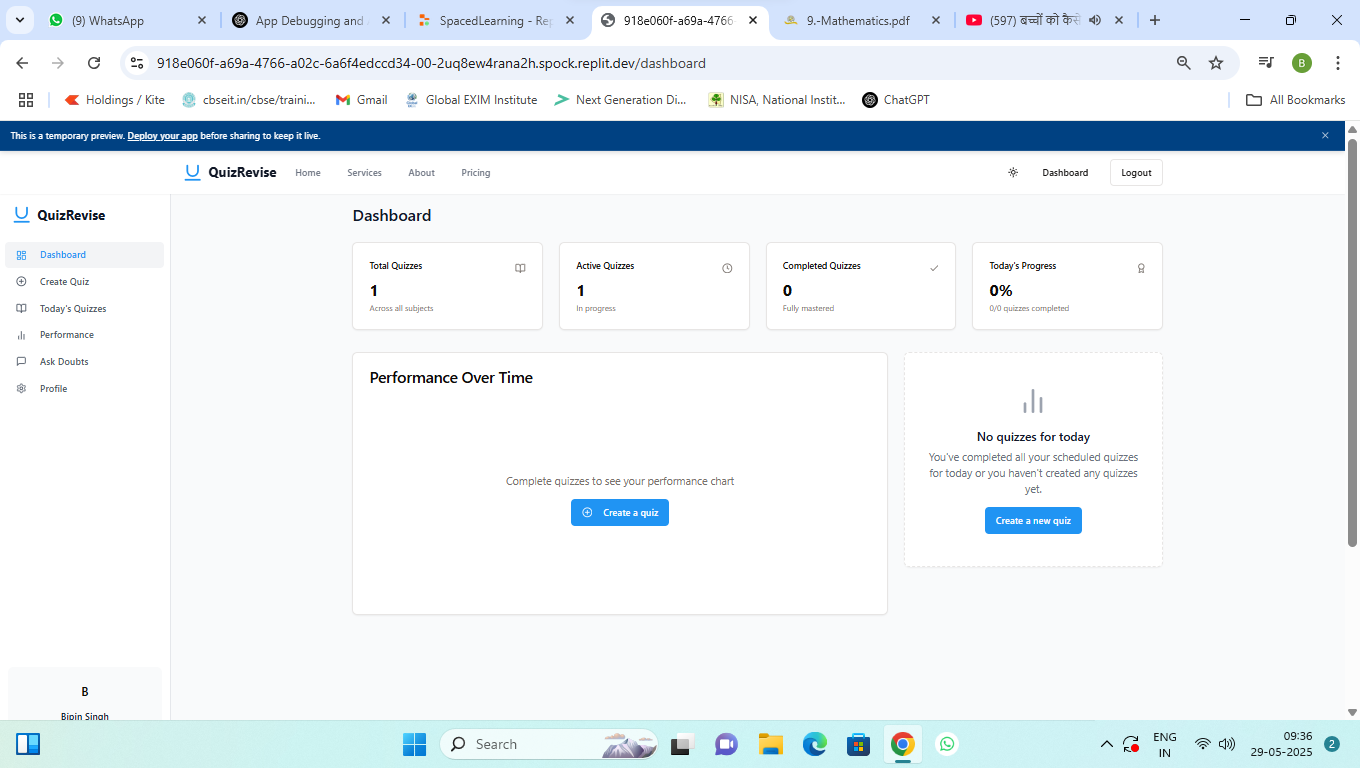 (9) WhatsApp
App Debugging and
SpacedLearning - Rep
918e060f-a69a-4766-
9.-Mathematics.pdf
(597) बच्चों को कैसे
918e060f-a69a-4766-a02c-6a6f4edccd34-00-2uq8ew4rana2h.spock.replit.dev/dashboard
B
Holdings / Kite
cbseit.in/cbse/traini...
Gmail
Global EXIM Institute
Next Generation Di...
NISA, National Instit...
ChatGPT
All Bookmarks
This is a temporary preview. Deploy your app before sharing to keep it live.
QuizRevise
Home
Services
About
Pricing
Dashboard
Logout
QuizRevise
Dashboard
Create Quiz
Today's Quizzes
Performance
Ask Doubts
Profile
B
Bipin Singh
Dashboard
Total Quizzes
1
Across all subjects
Active Quizzes
1
In progress
Completed Quizzes
0
Fully mastered
Today's Progress
0%
0/0 quizzes completed
Performance Over Time
Complete quizzes to see your performance chart
Create a quiz
No quizzes for today
You've completed all your scheduled quizzes
for today or you haven't created any quizzes
yet.
Create a new quiz
Search
ENG
IN
09:36
29-05-2025
2